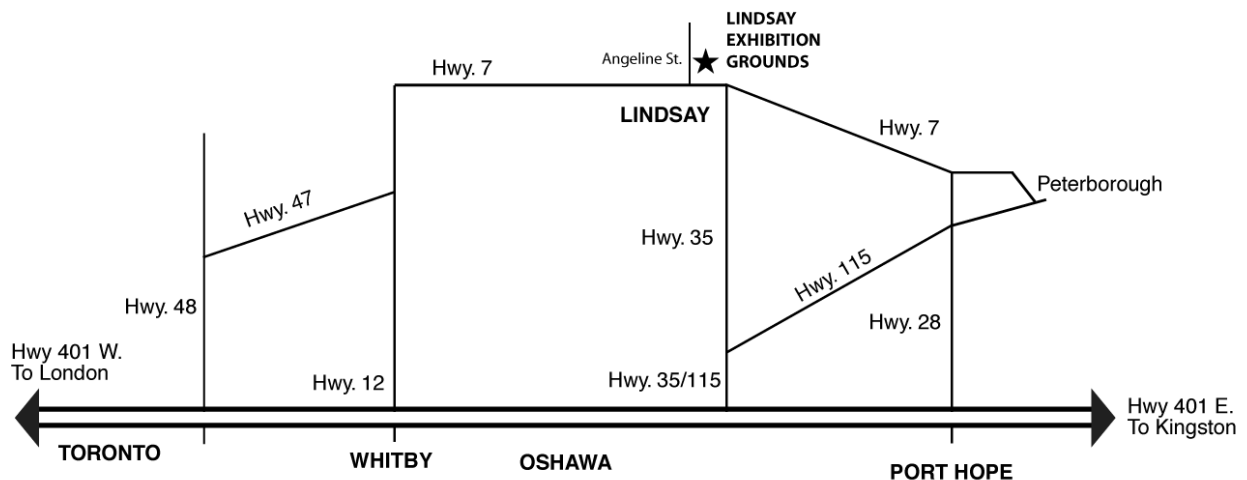 LINDSAY
EXHIBITION
GROUNDS
Angeline St.
Hwy. 7
LINDSAY
Hwy. 7
Peterborough
Hwy. 47
Hwy. 35
Hwy. 115
Hwy. 48
Hwy. 28
Hwy 401 W.
To London
Hwy. 12
Hwy. 35/115
Hwy 401 E.
To Kingston
TORONTO
WHITBY
OSHAWA
PORT HOPE